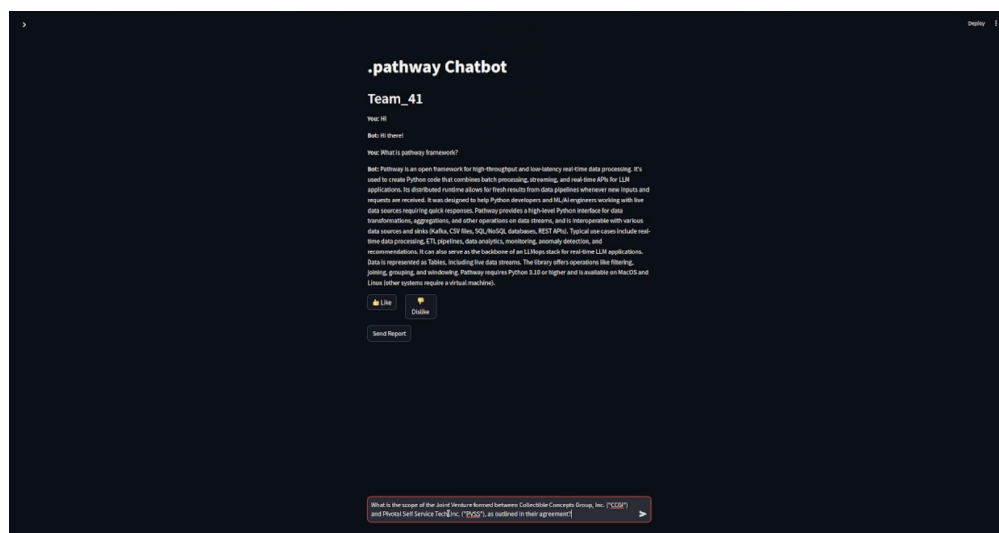 Deploy
.pathway Chatbot
Team_41
You: Hi
Bot: Hi there!
You: What is pathway framework?
Bot: Pathway is an open framework for high-throughput and low-latency real-time data processing. It's
used to create Python code that combines batch processing, streaming, and real-time APIs for LLM
applications. Its distributed runtime allows for fresh results from data pipelines whenever new inputs and
requests are received. It was designed to help Python developers and ML/AI engineers working with live
data sources requiring quick responses. Pathway provides a high-level Python interface for data
transformations, aggregations, and other operations on data streams, and is interoperable with various
data sources and sinks (Kafka, CSV files, SQL/NoSQL databases, REST APIs). Typical use cases include real-
time data processing, ETL pipelines, data analytics, monitoring, anomaly detection, and
recommendations. It can also serve as the backbone of an LLMops stack for real-time LLM applications.
Data is represented as Tables, including live data streams. The library offers operations like filtering,
joining, grouping, and windowing. Pathway requires Python 3.10 or higher and is available on MacOS and
Linux (other systems require a virtual machine).
Like
Dislike
Send Report
What is the scope of the Joint Venture formed between Collectible Concepts Group, Inc. ("CCGI")
and Pivotal Self Service Tech, Inc. ("PVSS"), as outlined in their agreement?